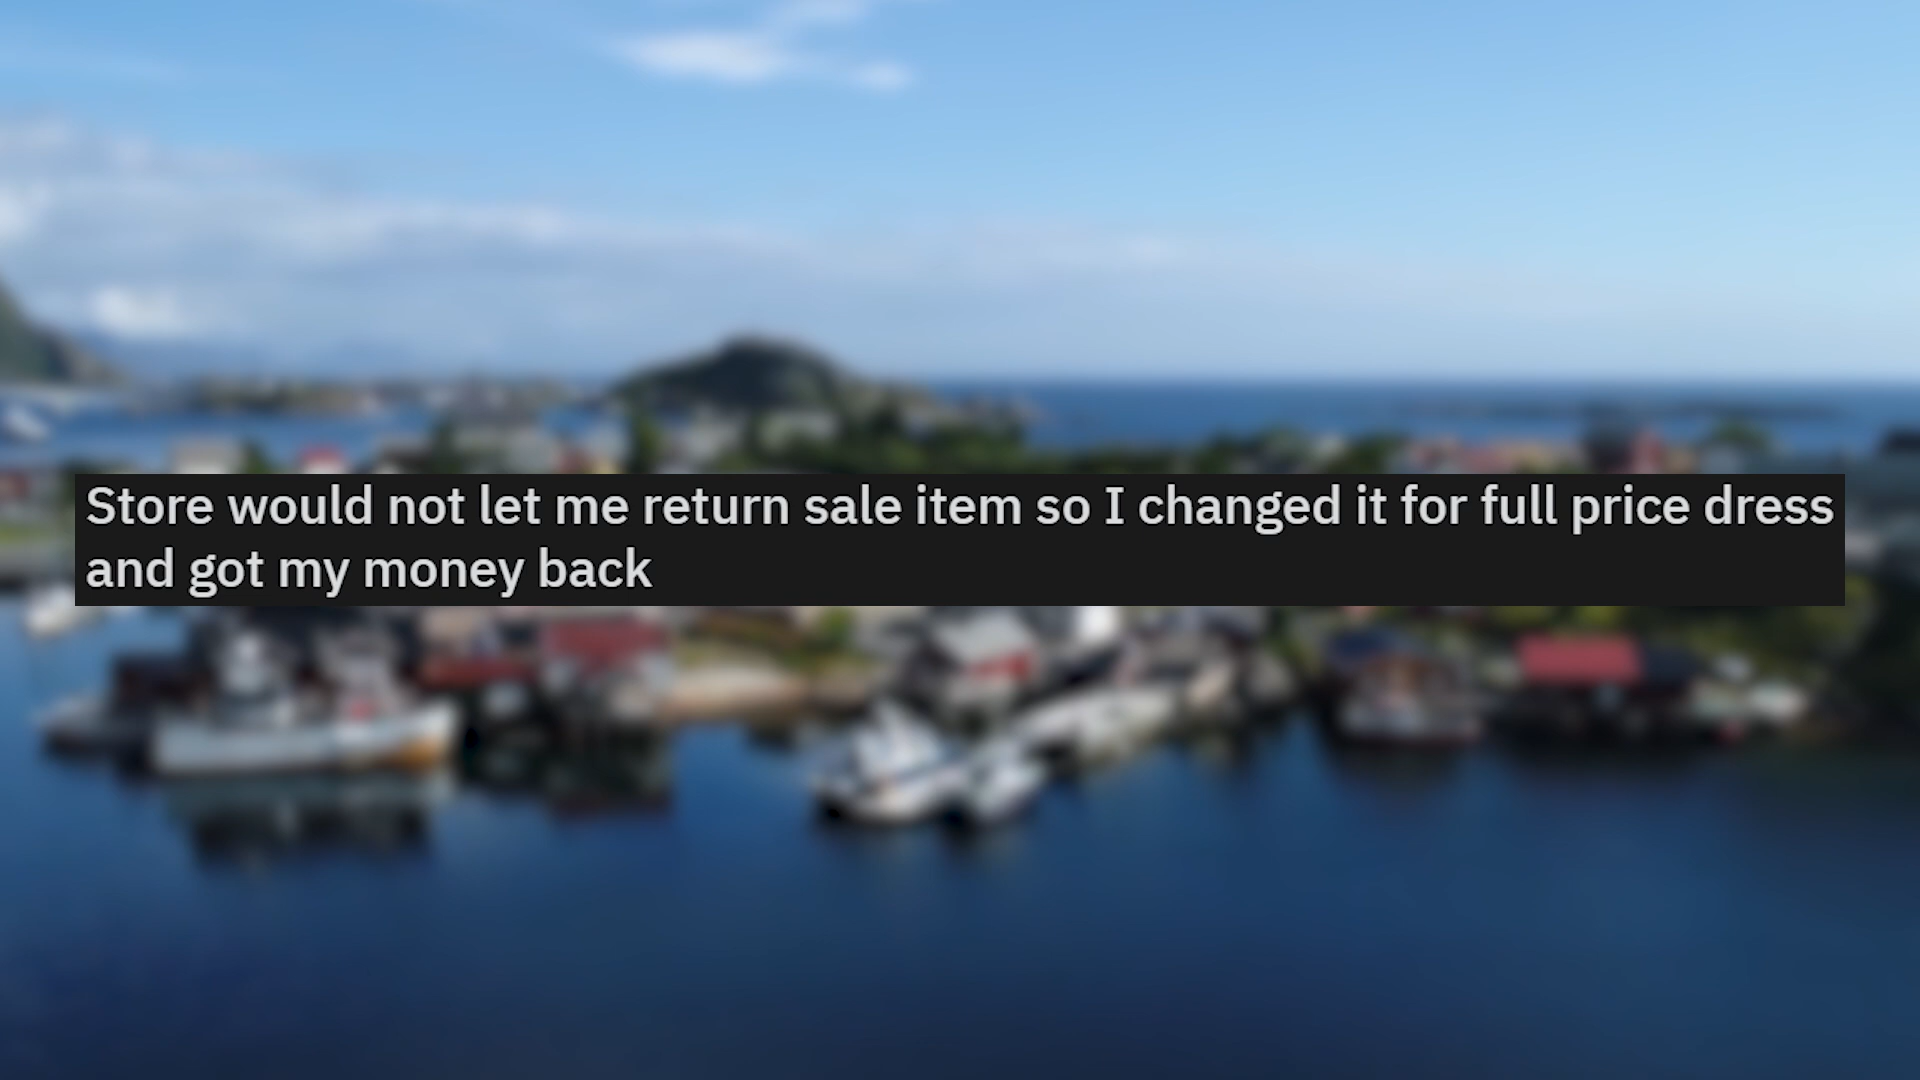 Store would not let me return sale item so I changed it for full price dress
and got my money back